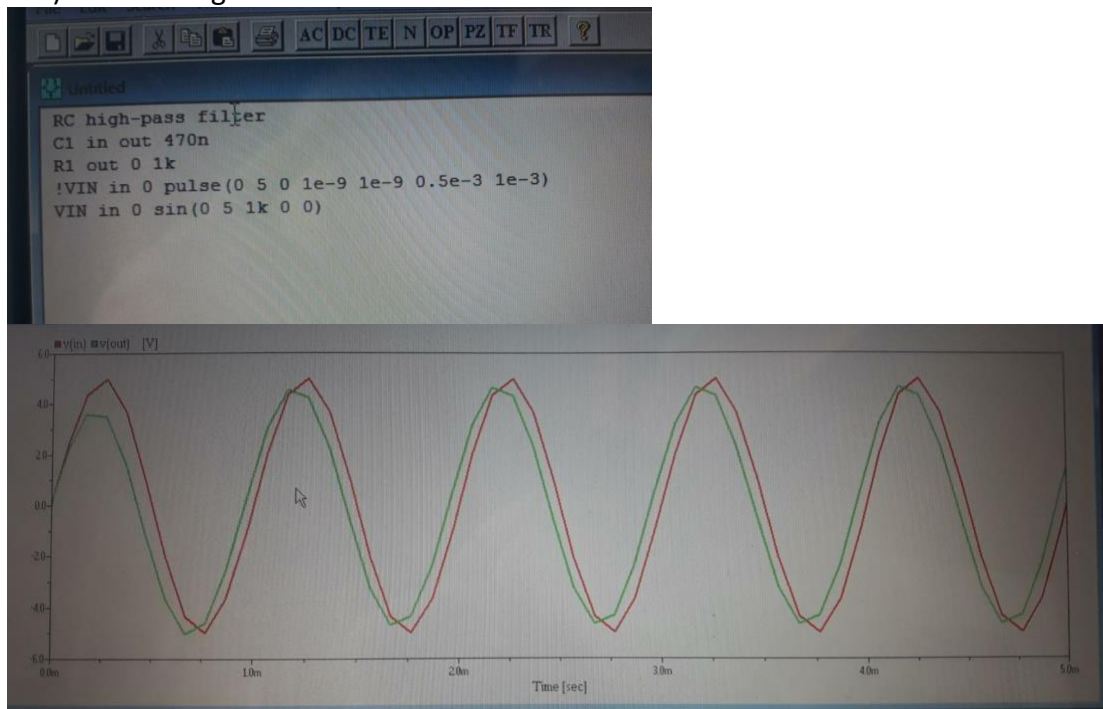 AC DC TE N OP PZ TF TR ?
Untitled
RC high-pass filter
C1 in out 470n
R1 out 0 1k
!VIN in 0 pulse(0 5 0 1e-9 1e-9 0.5e-3 1e-3)
VIN in 0 sin(0 5 1k 0 0)
v(in) v(out) [V]
6.0
4.0
2.0
0.0
-2.0
-4.0
-6.0
0.0m 1.0m 2.0m 3.0m 4.0m 5.0m
Time [sec]